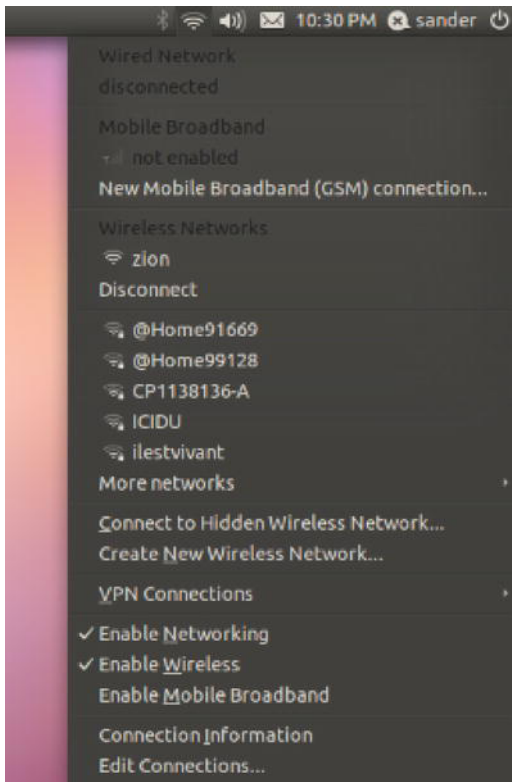 10:30 PM sander
Wired Network
disconnected
Mobile Broadband
not enabled
New Mobile Broadband (GSM) connection...
Wireless Networks
zion
Disconnect
@Home91669
@Home99128
CP1138136-A
ICIDU
ilestvivant
More networks
Connect to Hidden Wireless Network...
Create New Wireless Network...
VPN Connections
Enable Networking
Enable Wireless
Enable Mobile Broadband
Connection Information
Edit Connections...